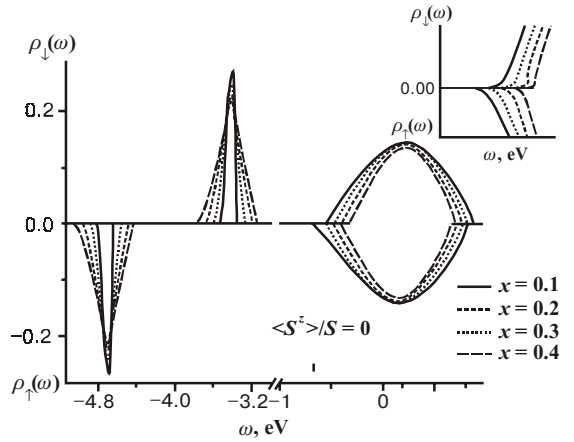 ρ↓(ω)
0.2
0.0
−0.2
ρ↑(ω)
−4.8
−4.0
−3.2
−1
0
ω, eV
ω, eV
<S^z>/S = 0
x = 0.1
x = 0.2
x = 0.3
x = 0.4
ρ↓(ω)
0.00
ρ↑(ω)
ω, eV